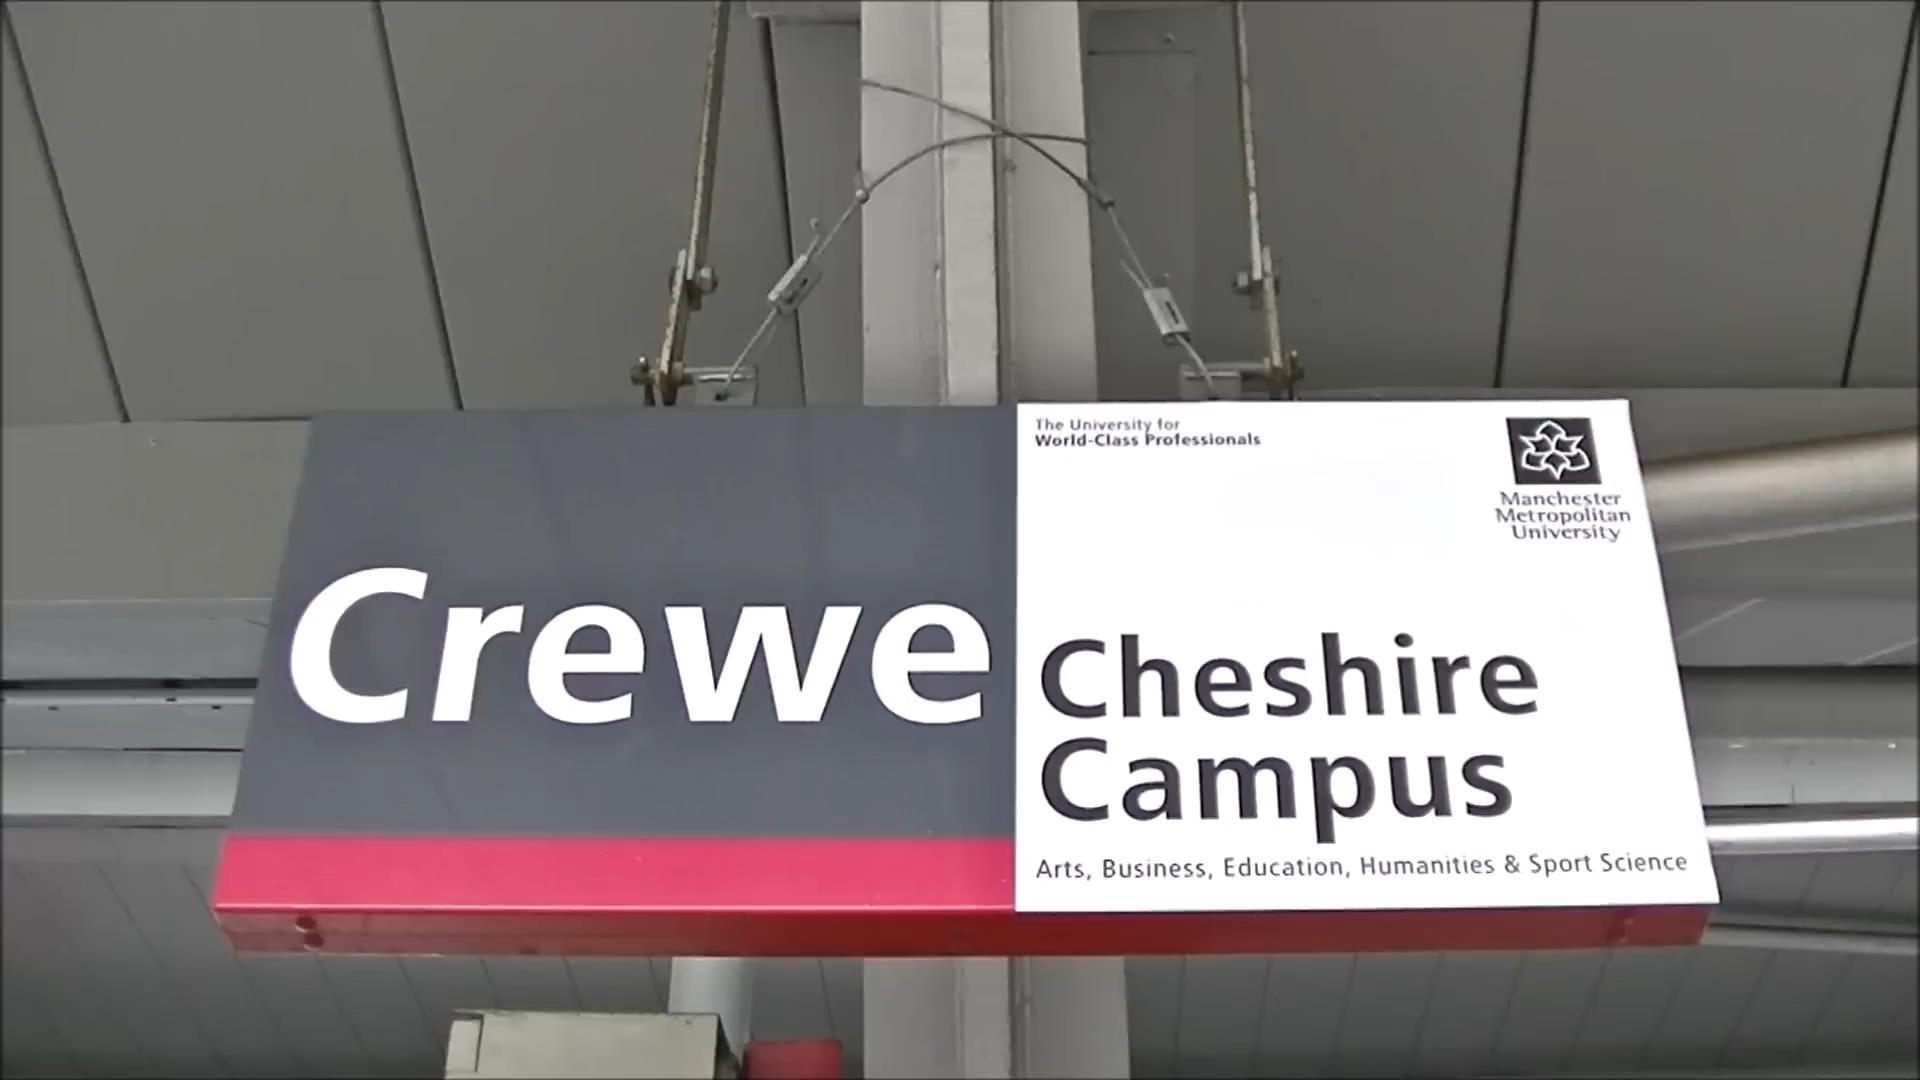 Crewe
The University for
World-Class Professionals
Manchester
Metropolitan
University
Cheshire
Campus
Arts, Business, Education, Humanities & Sport Science